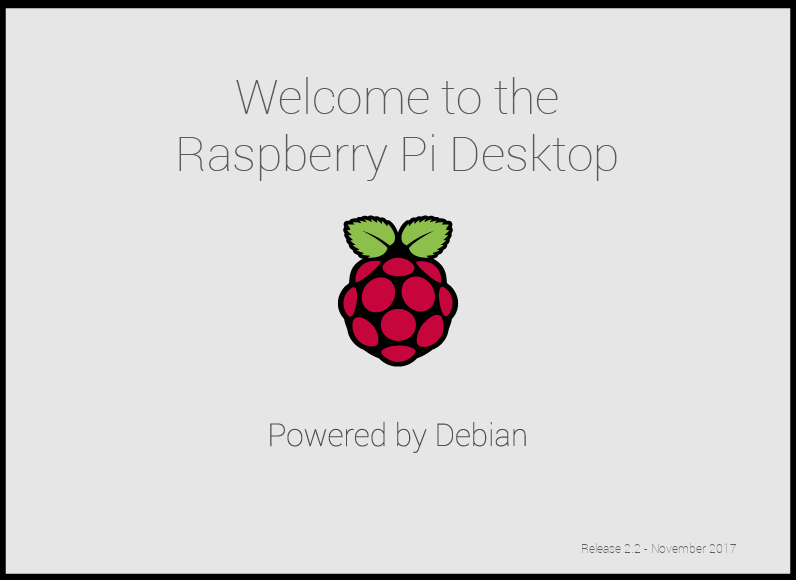 Welcome to the
Raspberry Pi Desktop
Powered by Debian
Release 2.2 - November 2017